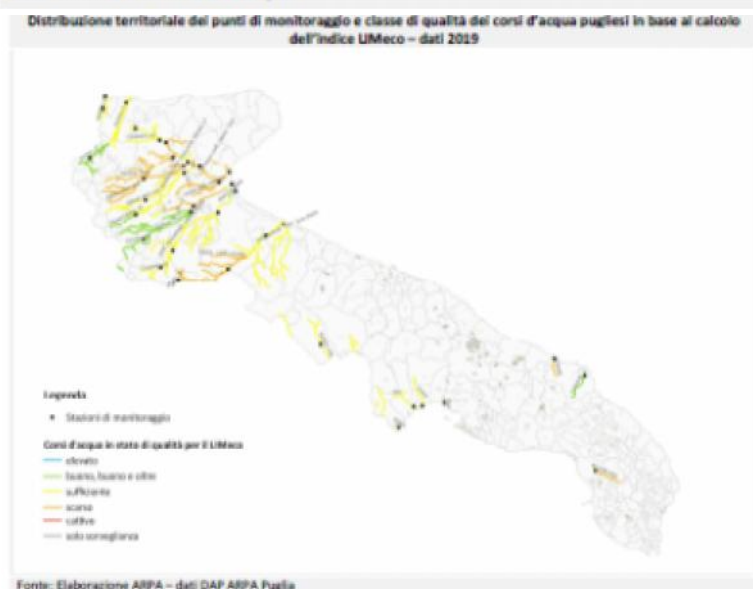 Distribuzione territoriale dei punti di monitoraggio e classe di qualità dei corsi d'acqua pugliesi in base al calcolo
dell'indice LIMeco – dati 2019
Legenda
Stazioni di monitoraggio
Corsi d'acqua in stato di qualità per il LIMeco
elevato
buono, buono e oltre
sufficiente
scarso
cattivo
solo sorveglianza
Fonte: Elaborazione ARPA – dati DAP ARPA Puglia